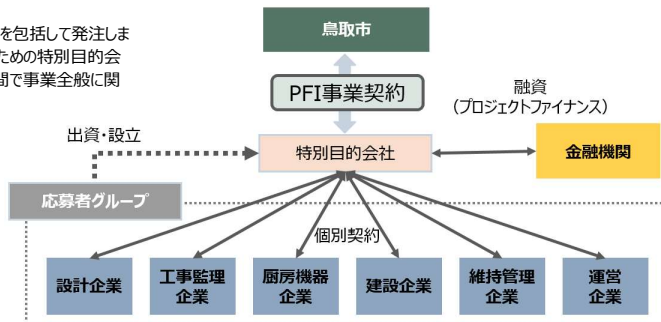 を包括して発注しま
ための特別目的会
間で事業全般に関
鳥取市
PFI事業契約
融資
（プロジェクトファイナンス）
出資・設立
特別目的会社
金融機関
応募者グループ
個別契約
設計企業
工事監理
企業
厨房機器
企業
建設企業
維持管理
企業
運営
企業